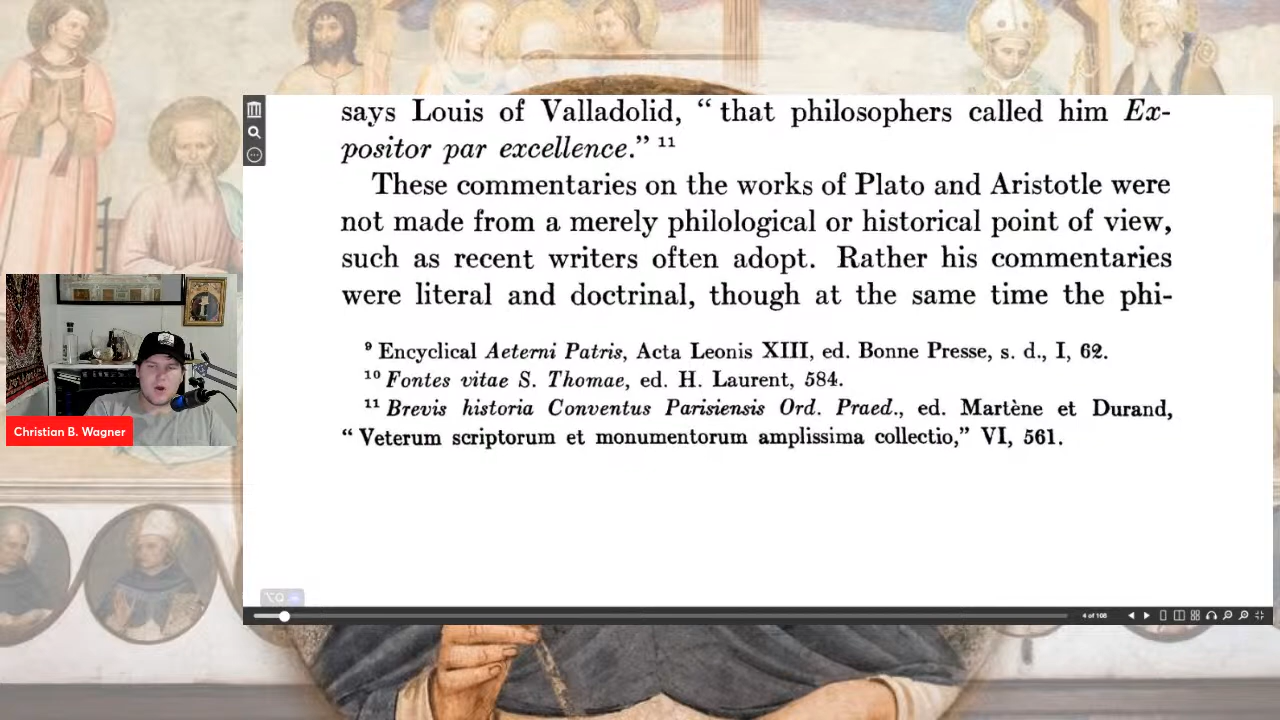 says Louis of Valladolid, “ that philosophers called him Ex-
positor par excellence.” 11
These commentaries on the works of Plato and Aristotle were
not made from a merely philological or historical point of view,
such as recent writers often adopt. Rather his commentaries
were literal and doctrinal, though at the same time the phi-
9 Encyclical Aeterni Patris, Acta Leonis XIII, ed. Bonne Presse, s. d., I, 62.
10 Fontes vitae S. Thomae, ed. H. Laurent, 584.
11 Brevis historia Conventus Parisiensis Ord. Praed., ed. Martène et Durand,
“ Veterum scriptorum et monumentorum amplissima collectio,” VI, 561.
Christian B. Wagner
⌥Q
4 of 108